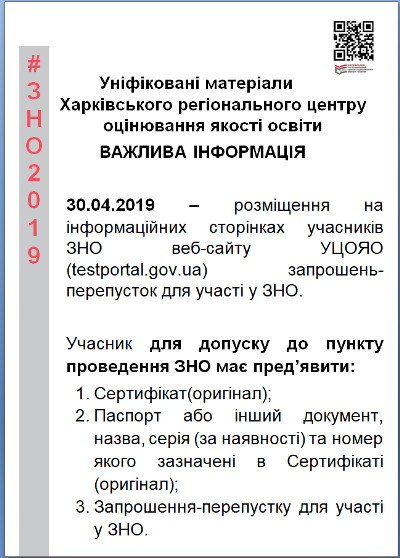 #ЗНО2019
Уніфіковані матеріали
Харківського регіонального центру
оцінювання якості освіти
ВАЖЛИВА ІНФОРМАЦІЯ
30.04.2019 – розміщення на
інформаційних сторінках учасників
ЗНО веб-сайту УЦОЯО
(testportal.gov.ua) запрошень-
перепусток для участі у ЗНО.
Учасник для допуску до пункту
проведення ЗНО має пред’явити:
1. Сертифікат(оригінал);
2. Паспорт або інший документ,
назва, серія (за наявності) та номер
якого зазначені в Сертифікаті
(оригінал);
3. Запрошення-перепустку для участі
у ЗНО.